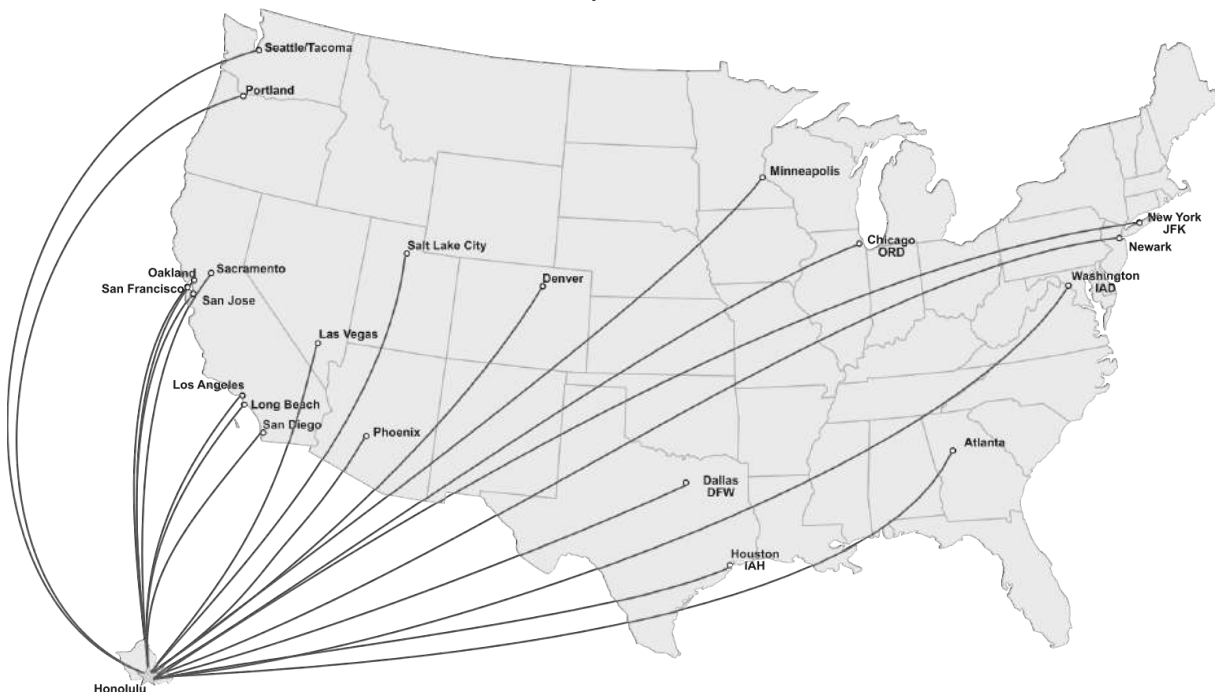 Seattle/Tacoma
Portland
Minneapolis
New York
JFK
Chicago
ORD
Newark
Salt Lake City
Oakland
Sacramento
Denver
Washington
IAD
San Francisco
San Jose
Las Vegas
Los Angeles
Long Beach
San Diego
Phoenix
Atlanta
Dallas
DFW
Houston
IAH
Honolulu